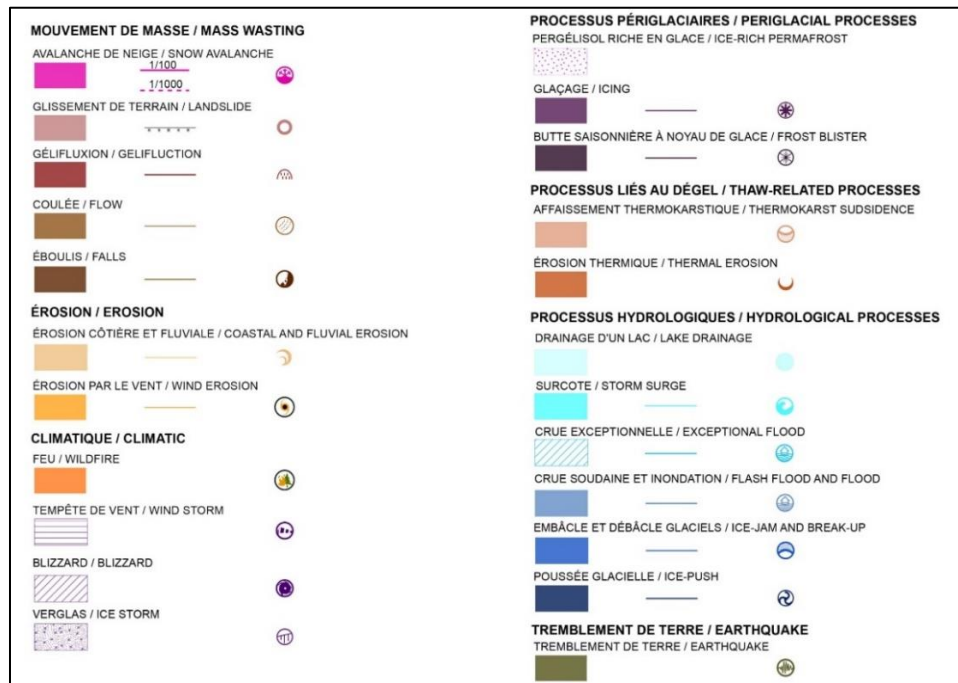 MOUVEMENT DE MASSE / MASS WASTING
AVALANCHE DE NEIGE / SNOW AVALANCHE
1/100
1/1000
GLISSEMENT DE TERRAIN / LANDSLIDE
GÉLIFLUXION / GELIFLUCTION
COULÉE / FLOW
ÉBOULIS / FALLS
ÉROSION / EROSION
ÉROSION CÔTIÈRE ET FLUVIALE / COASTAL AND FLUVIAL EROSION
ÉROSION PAR LE VENT / WIND EROSION
CLIMATIQUE / CLIMATIC
FEU / WILDFIRE
TEMPÊTE DE VENT / WIND STORM
BLIZZARD / BLIZZARD
VERGLAS / ICE STORM
PROCESSUS PÉRIGLACIAIRES / PERIGLACIAL PROCESSES
PERGÉLISOL RICHE EN GLACE / ICE-RICH PERMAFROST
GLAÇAGE / ICING
BUTTE SAISONNIÈRE À NOYAU DE GLACE / FROST BLISTER
PROCESSUS LIÉS AU DÉGEL / THAW-RELATED PROCESSES
AFFAISSEMENT THERMOKARSTIQUE / THERMOKARST SUDSIDENCE
ÉROSION THERMIQUE / THERMAL EROSION
PROCESSUS HYDROLOGIQUES / HYDROLOGICAL PROCESSES
DRAINAGE D'UN LAC / LAKE DRAINAGE
SURCOTE / STORM SURGE
CRUE EXCEPTIONNELLE / EXCEPTIONAL FLOOD
CRUE SOUDAINE ET INONDATION / FLASH FLOOD AND FLOOD
EMBÂCLE ET DÉBÂCLE GLACIELS / ICE-JAM AND BREAK-UP
POUSSÉE GLACIELLE / ICE-PUSH
TREMBLEMENT DE TERRE / EARTHQUAKE
TREMBLEMENT DE TERRE / EARTHQUAKE